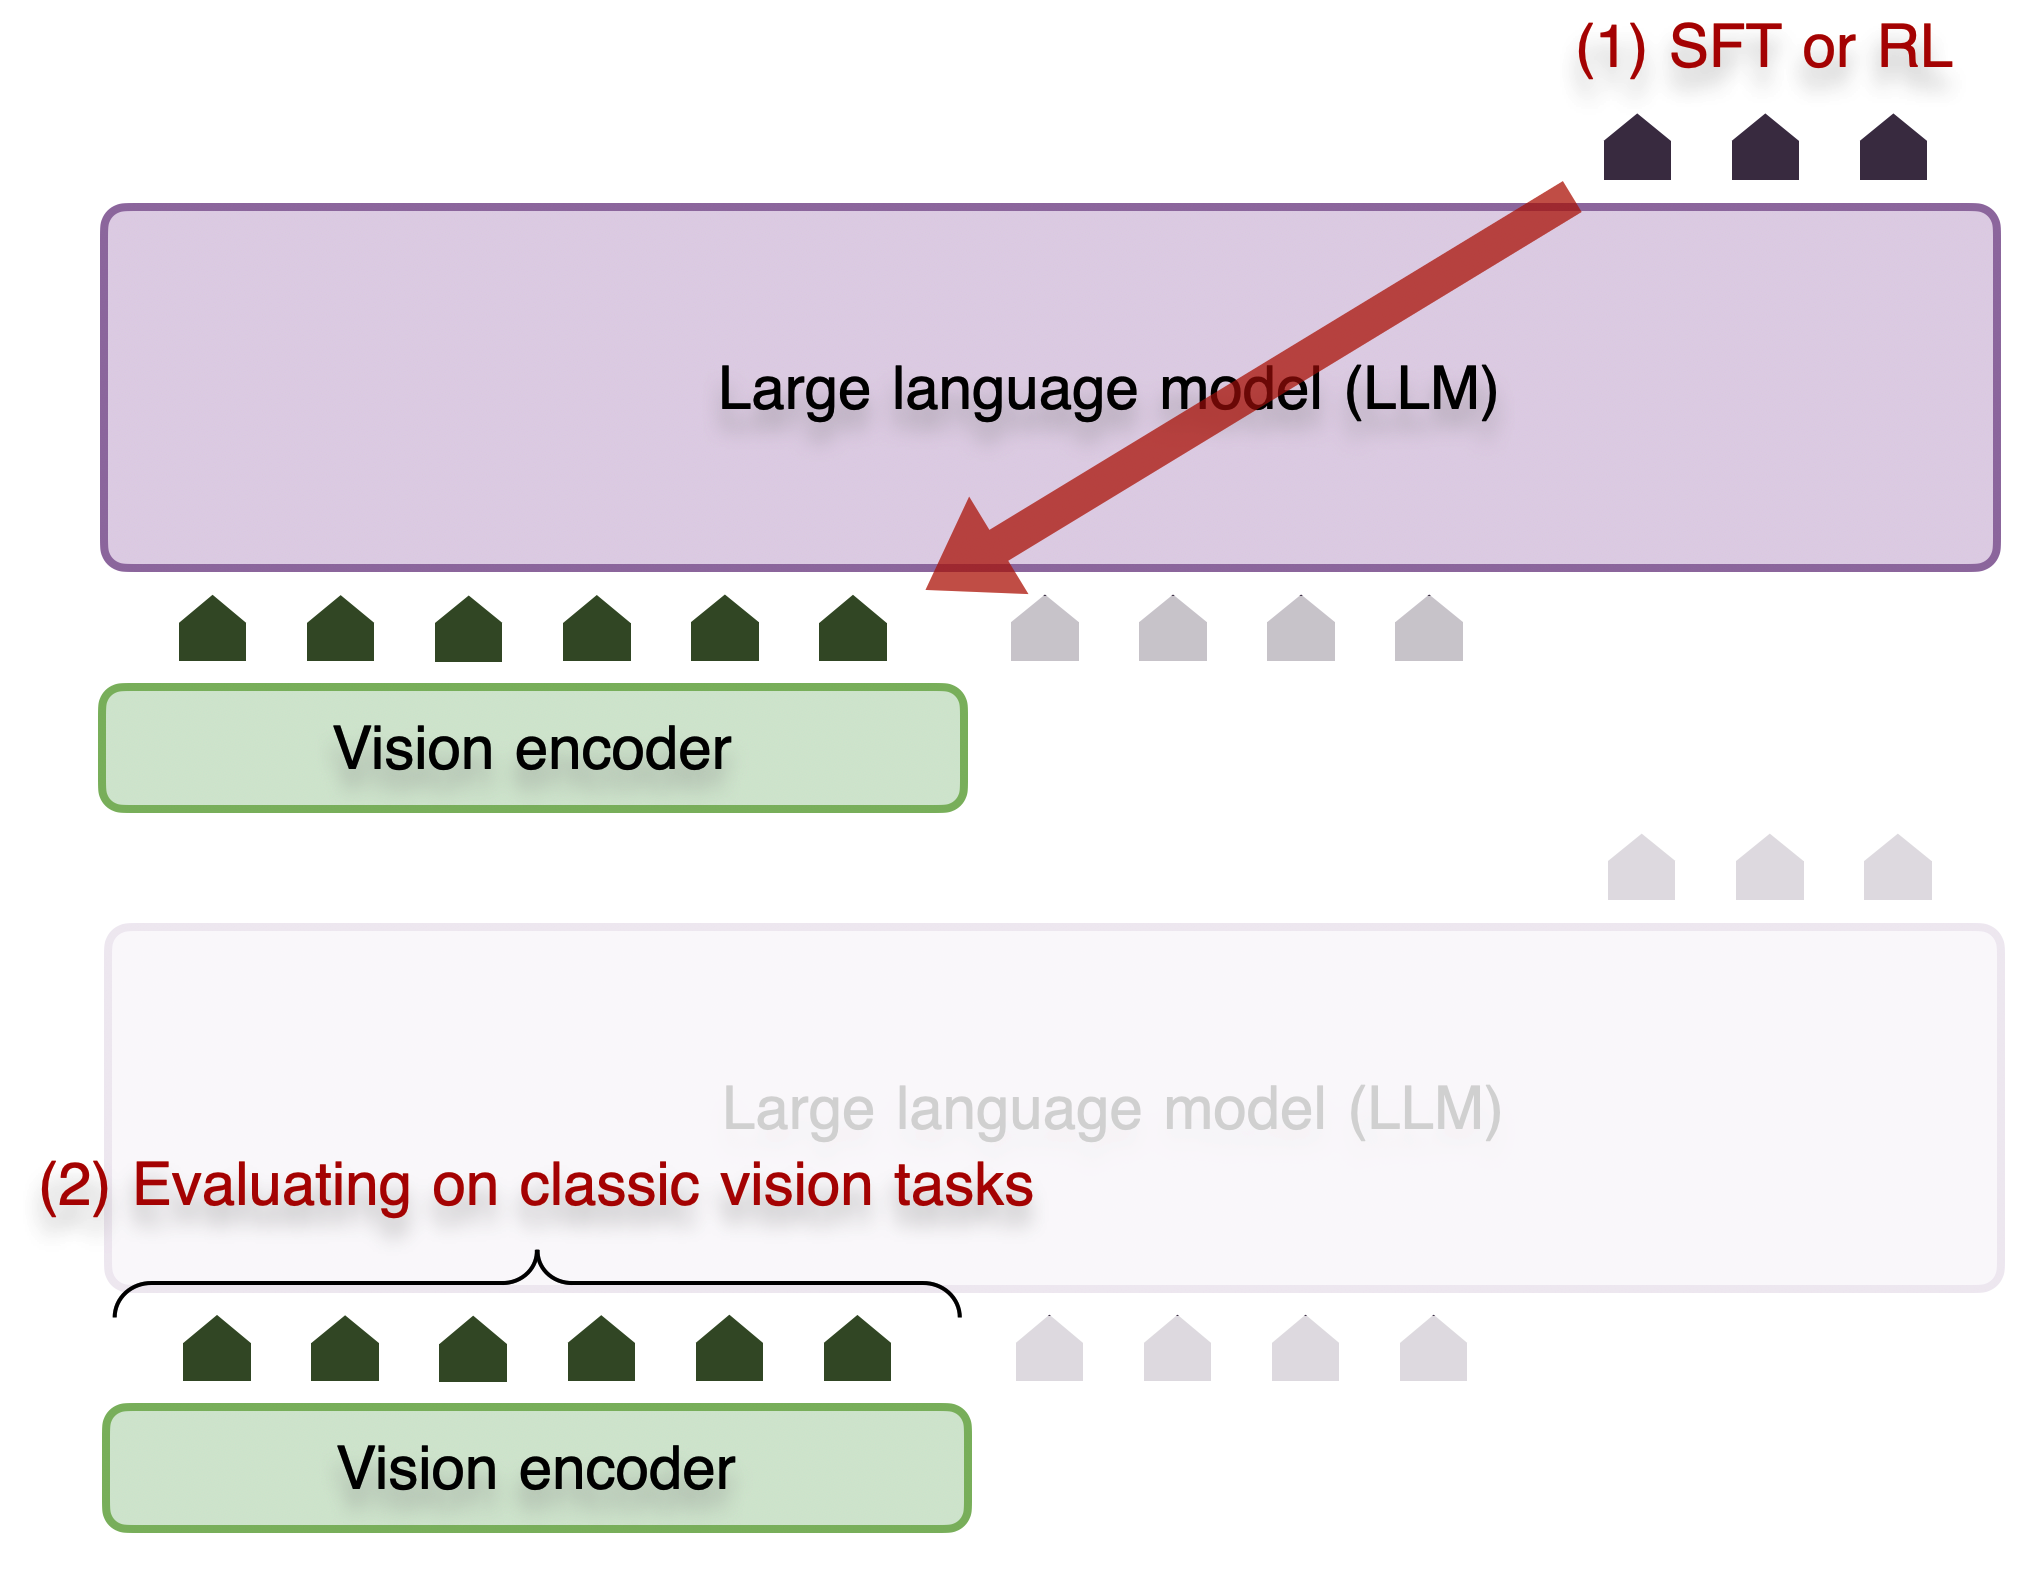 (1) SFT or RL
Large language model (LLM)
Vision encoder
Large language model (LLM)
(2) Evaluating on classic vision tasks
Vision encoder